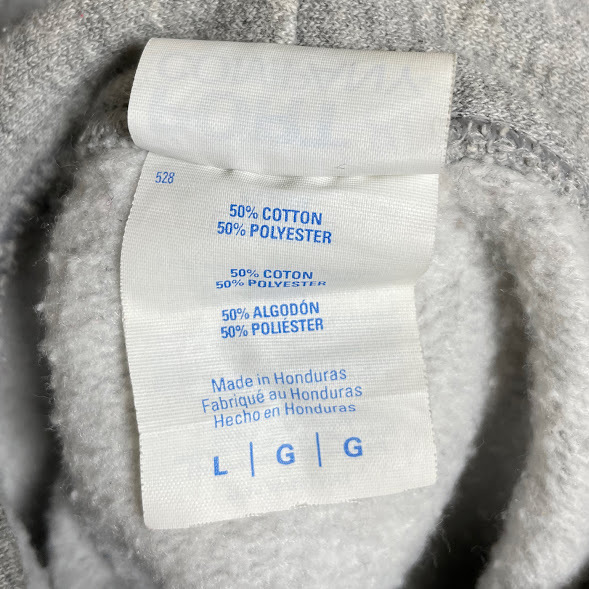 528
50% COTTON
50% POLYESTER
50% COTON
50% POLYESTER
50% ALGODÓN
50% POLIÉSTER
Made in Honduras
Fabriqué au Honduras
Hecho en Honduras
L | G | G